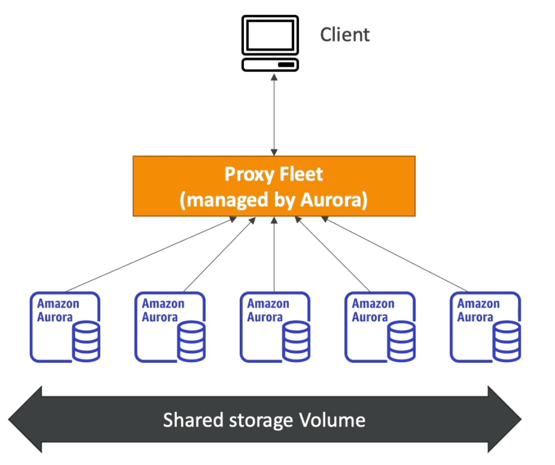 Client
Proxy Fleet
(managed by Aurora)
Amazon
Aurora
Amazon
Aurora
Amazon
Aurora
Amazon
Aurora
Amazon
Aurora
Shared storage Volume